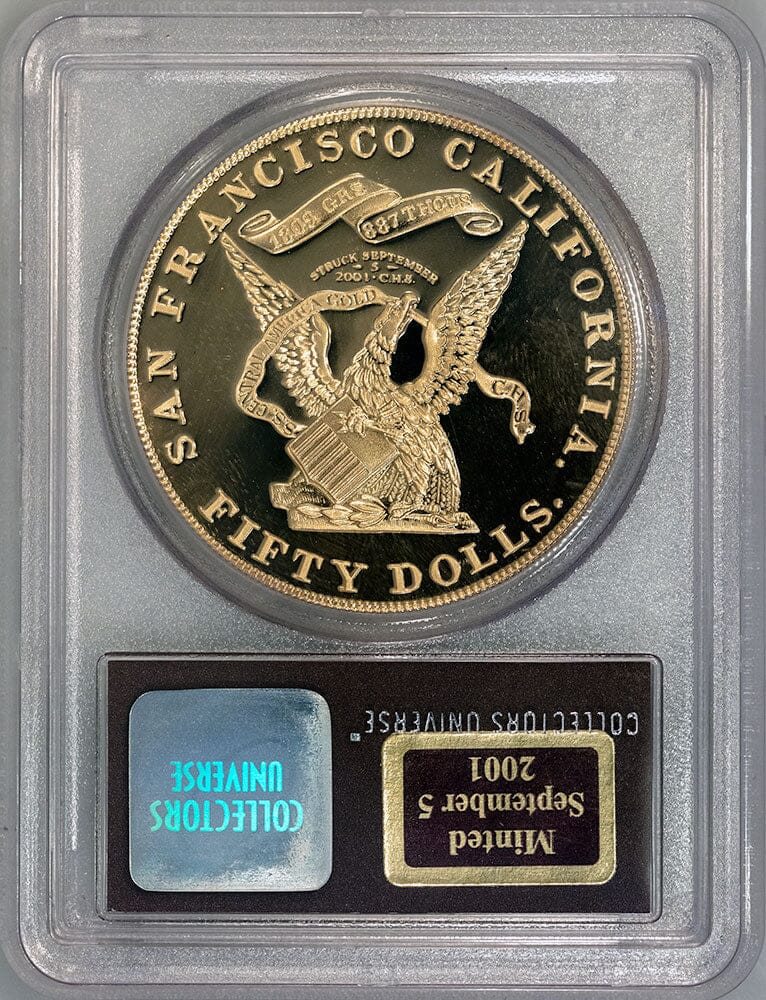 SAN FRANCISCO CALIFORNIA.
1309 GRS 887 THOUS
STRUCK SEPTEMBER
- 5 -
2001 · C.H.S.
S.S. CENTRAL AMERICA GOLD
C.H.S.
FIFTY DOLLS.
COLLECTORS UNIVERSE
COLLECTORS
UNIVERSE
Minted
September 5
2001